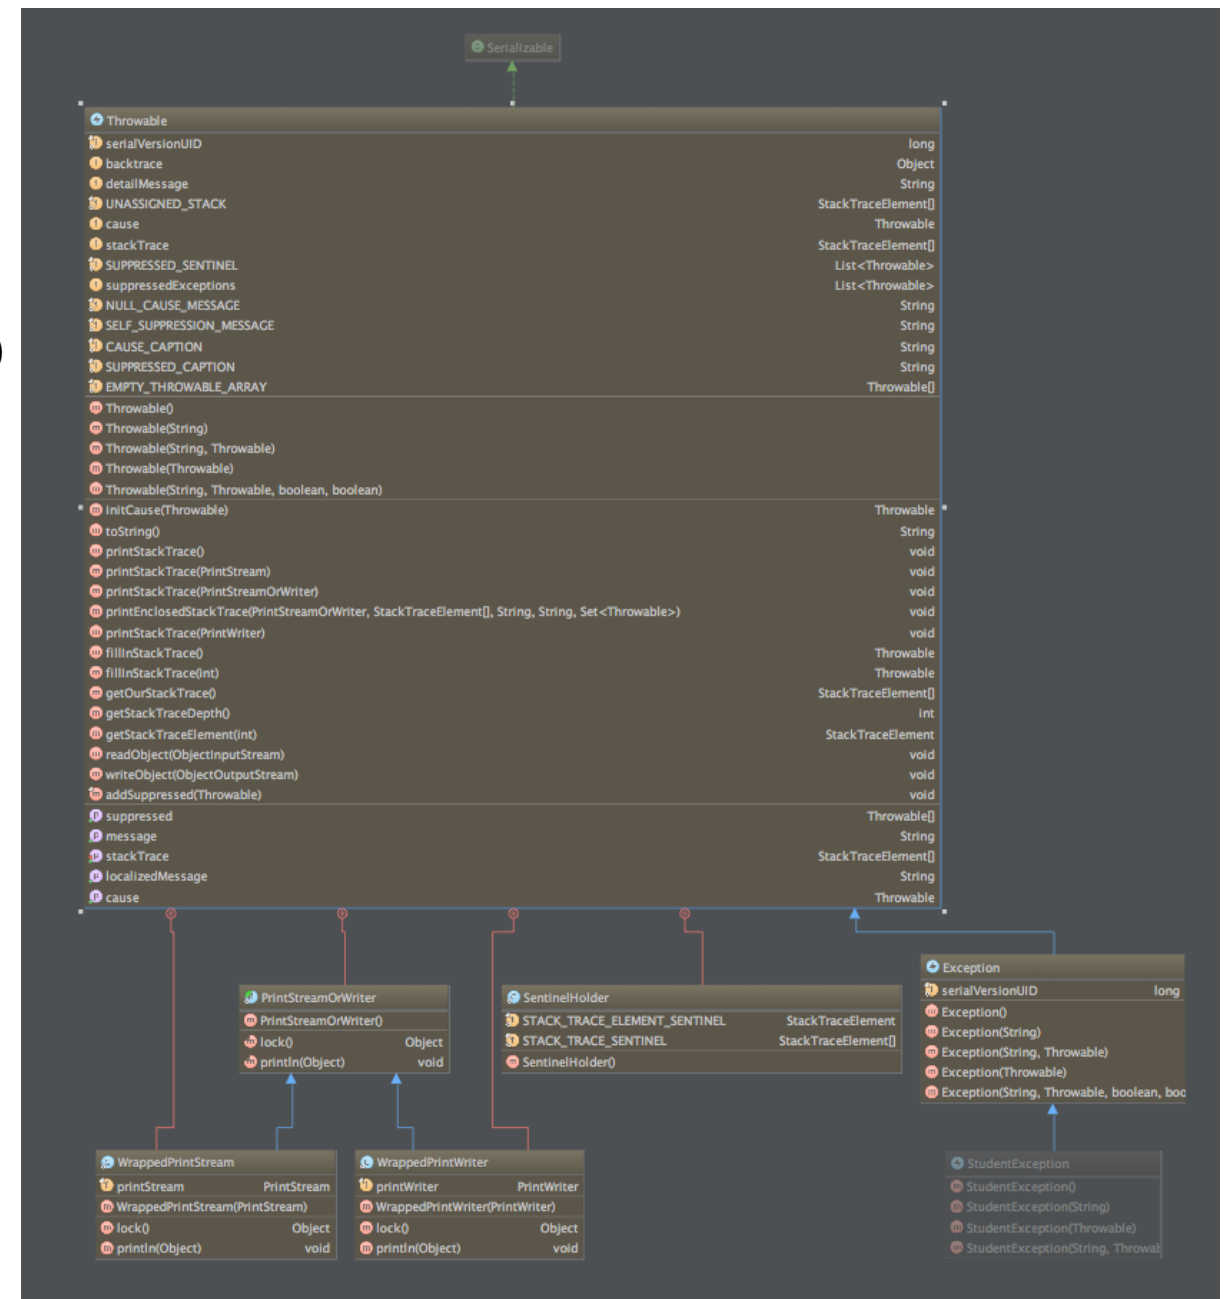 Serializable
Throwable
serialVersionUID long
backtrace Object
detailMessage String
UNASSIGNED_STACK StackTraceElement[]
cause Throwable
stackTrace StackTraceElement[]
SUPPRESSED_SENTINEL List<Throwable>
suppressedExceptions List<Throwable>
NULL_CAUSE_MESSAGE String
SELF_SUPPRESSION_MESSAGE String
CAUSE_CAPTION String
SUPPRESSED_CAPTION String
EMPTY_THROWABLE_ARRAY Throwable[]
Throwable()
Throwable(String)
Throwable(String, Throwable)
Throwable(Throwable)
Throwable(String, Throwable, boolean, boolean)
initCause(Throwable) Throwable
toString() String
printStackTrace() void
printStackTrace(PrintStream) void
printStackTrace(PrintStreamOrWriter) void
printEnclosedStackTrace(PrintStreamOrWriter, StackTraceElement[], String, String, Set<Throwable>) void
printStackTrace(PrintWriter) void
fillInStackTrace() Throwable
fillInStackTrace(int) Throwable
getOurStackTrace() StackTraceElement[]
getStackTraceDepth() int
getStackTraceElement(int) StackTraceElement
readObject(ObjectInputStream) void
writeObject(ObjectOutputStream) void
addSuppressed(Throwable) void
suppressed Throwable[]
message String
stackTrace StackTraceElement[]
localizedMessage String
cause Throwable
PrintStreamOrWriter
PrintStreamOrWriter()
lock() Object
println(Object) void
SentinelHolder
STACK_TRACE_ELEMENT_SENTINEL StackTraceElement
STACK_TRACE_SENTINEL StackTraceElement[]
SentinelHolder()
Exception
serialVersionUID long
Exception()
Exception(String)
Exception(String, Throwable)
Exception(Throwable)
Exception(String, Throwable, boolean, boo
WrappedPrintStream
printStream PrintStream
WrappedPrintStream(PrintStream)
lock() Object
println(Object) void
WrappedPrintWriter
printWriter PrintWriter
WrappedPrintWriter(PrintWriter)
lock() Object
println(Object) void
StudentException
StudentException()
StudentException(String)
StudentException(Throwable)
StudentException(String, Throwab